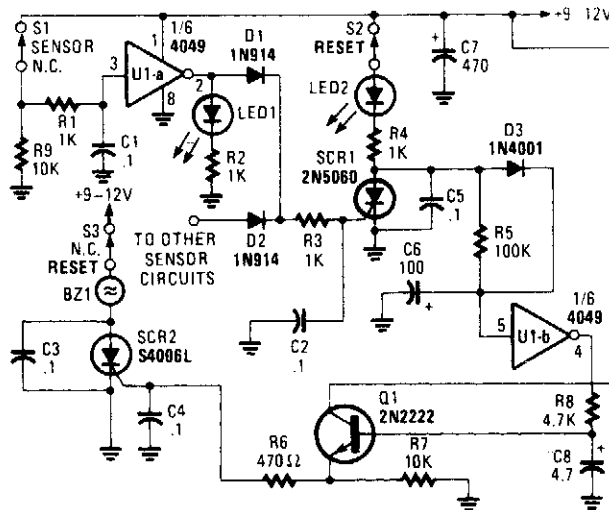 S1
SENSOR
N.C.
1/6
4049
1
3
U1-a
2
8
D1
1N914
S2
RESET
+9-12V
C7
470
LED1
LED2
R1
1K
R9
10K
C1
.1
R2
1K
R4
1K
D3
1N4001
SCR1
2N5060
C5
.1
+9-12V
S3
N.C.
RESET
BZ1
TO OTHER
SENSOR
CIRCUITS
D2
1N914
R3
1K
C6
100
R5
100K
1/6
4049
5
U1-b
4
SCR2
S4006L
C3
.1
C2
.1
C4
.1
Q1
2N2222
R8
4.7K
R6
470Ω
R7
10K
C8
4.7
+
+
+